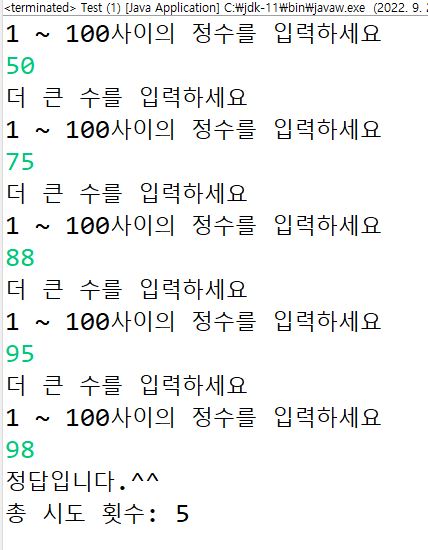 <terminated> Test (1) [Java Application] C:₩jdk-11₩bin₩javaw.exe (2022. 9. 2
1 ~ 100사이의 정수를 입력하세요
50
더 큰 수를 입력하세요
1 ~ 100사이의 정수를 입력하세요
75
더 큰 수를 입력하세요
1 ~ 100사이의 정수를 입력하세요
88
더 큰 수를 입력하세요
1 ~ 100사이의 정수를 입력하세요
95
더 큰 수를 입력하세요
1 ~ 100사이의 정수를 입력하세요
98
정답입니다.^^
총 시도 횟수: 5